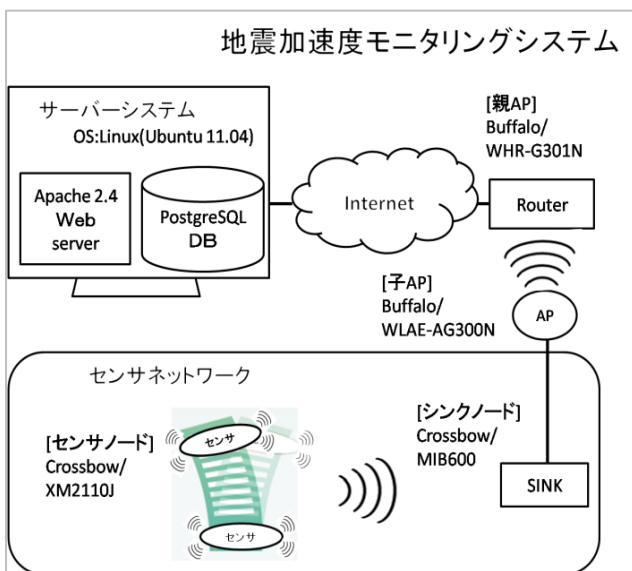 地震加速度モニタリングシステム
サーバーシステム
OS:Linux(Ubuntu 11.04)
Apache 2.4
Web
server
PostgreSQL
DB
Internet
[親AP]
Buffalo/
WHR-G301N
Router
[子AP]
Buffalo/
WLAE-AG300N
AP
センサネットワーク
[センサノード]
Crossbow/
XM2110J
センサ
センサ
[シンクノード]
Crossbow/
MIB600
SINK